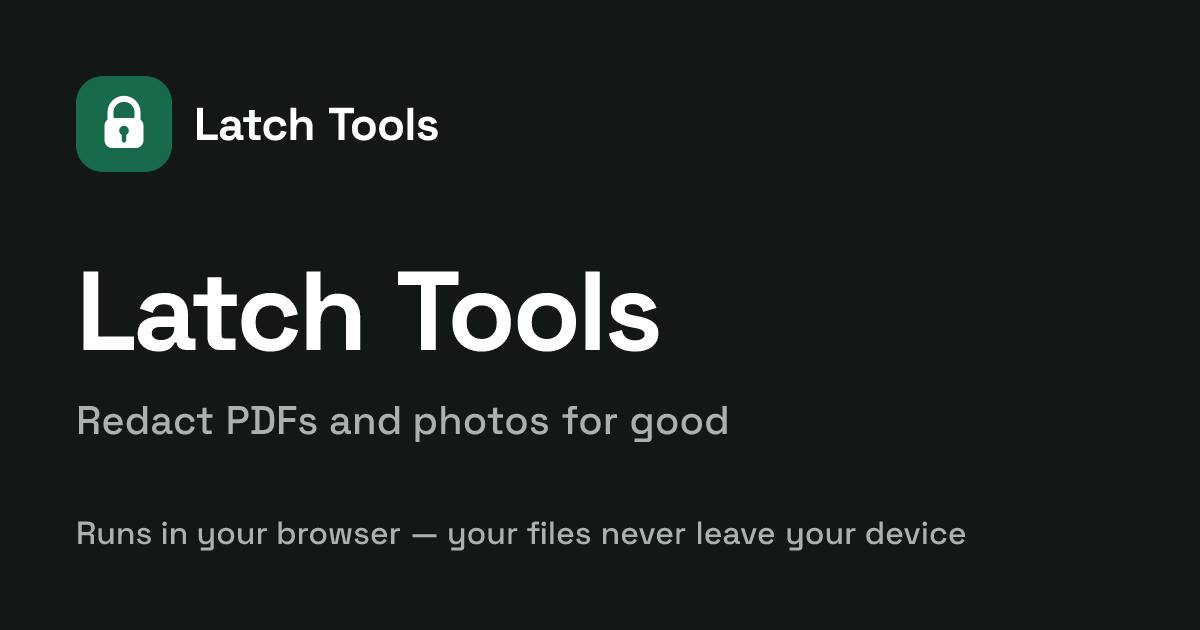 Latch Tools
Latch Tools
Redact PDFs and photos for good
Runs in your browser — your files never leave your device